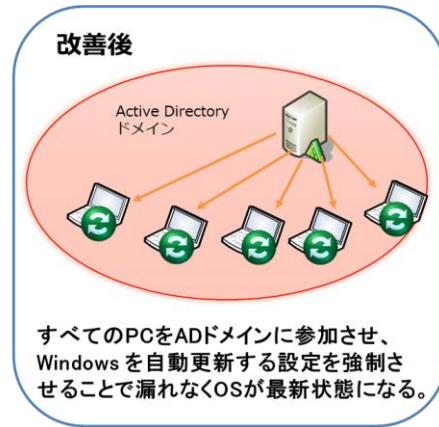 改善後
Active Directory
ドメイン
すべてのPCをADドメインに参加させ、
Windows を自動更新する設定を強制さ
せることで漏れなくOSが最新状態になる。